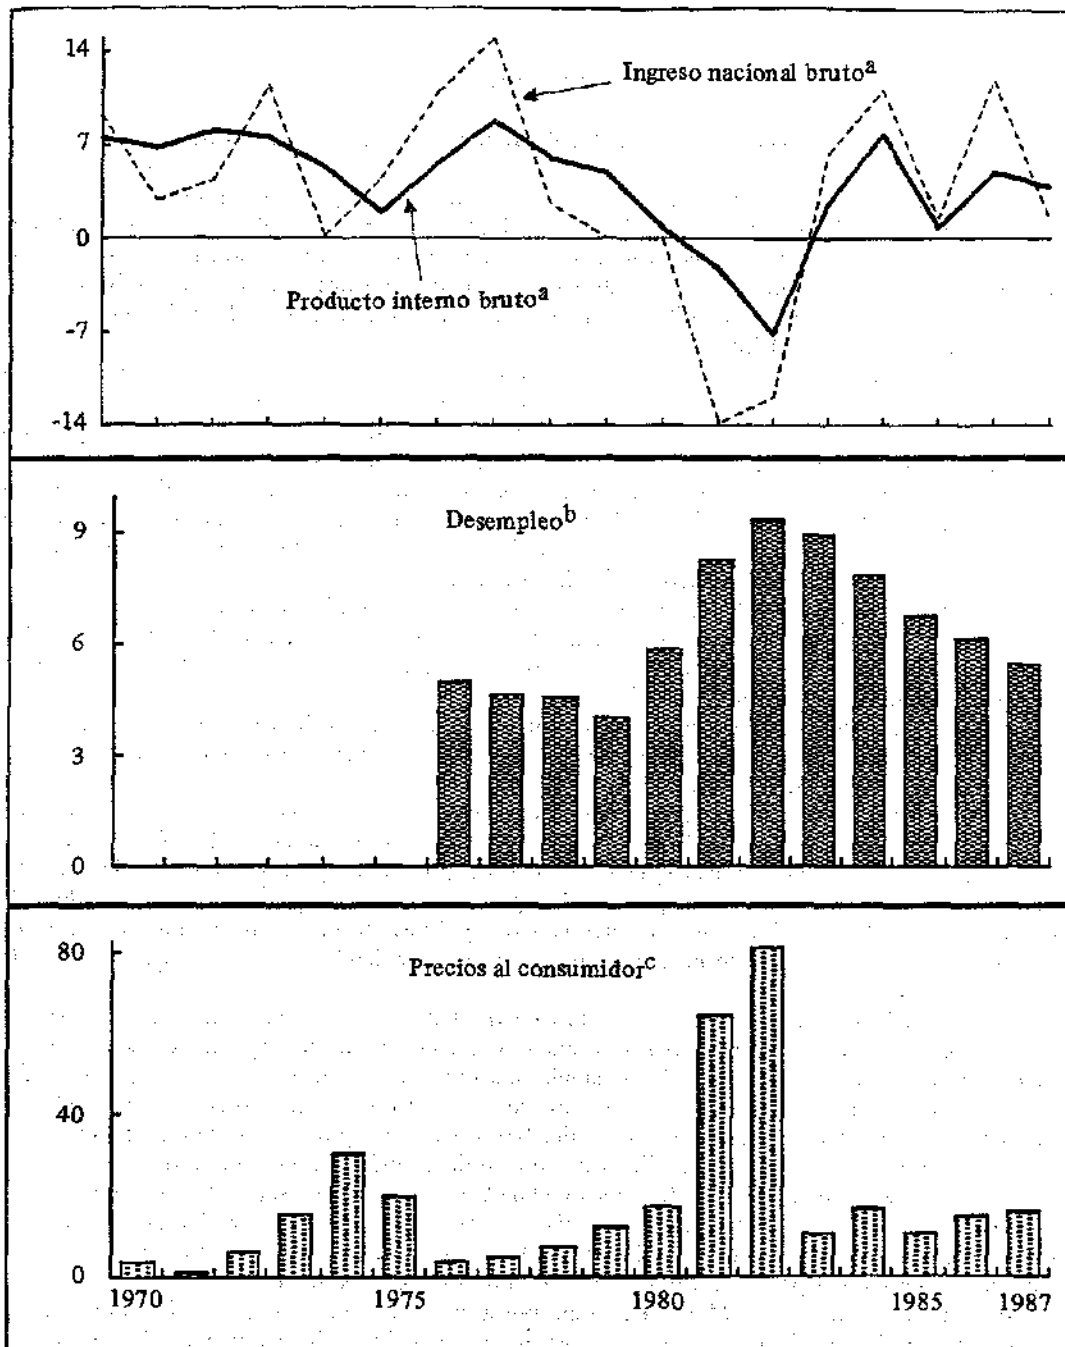 14
Ingreso nacional bruto^a
7
0
Producto interno bruto^a
-7
-14
Desempleo^b
9
6
3
0
80
Precios al consumidor^c
40
0
1970 1975 1980 1985 1987